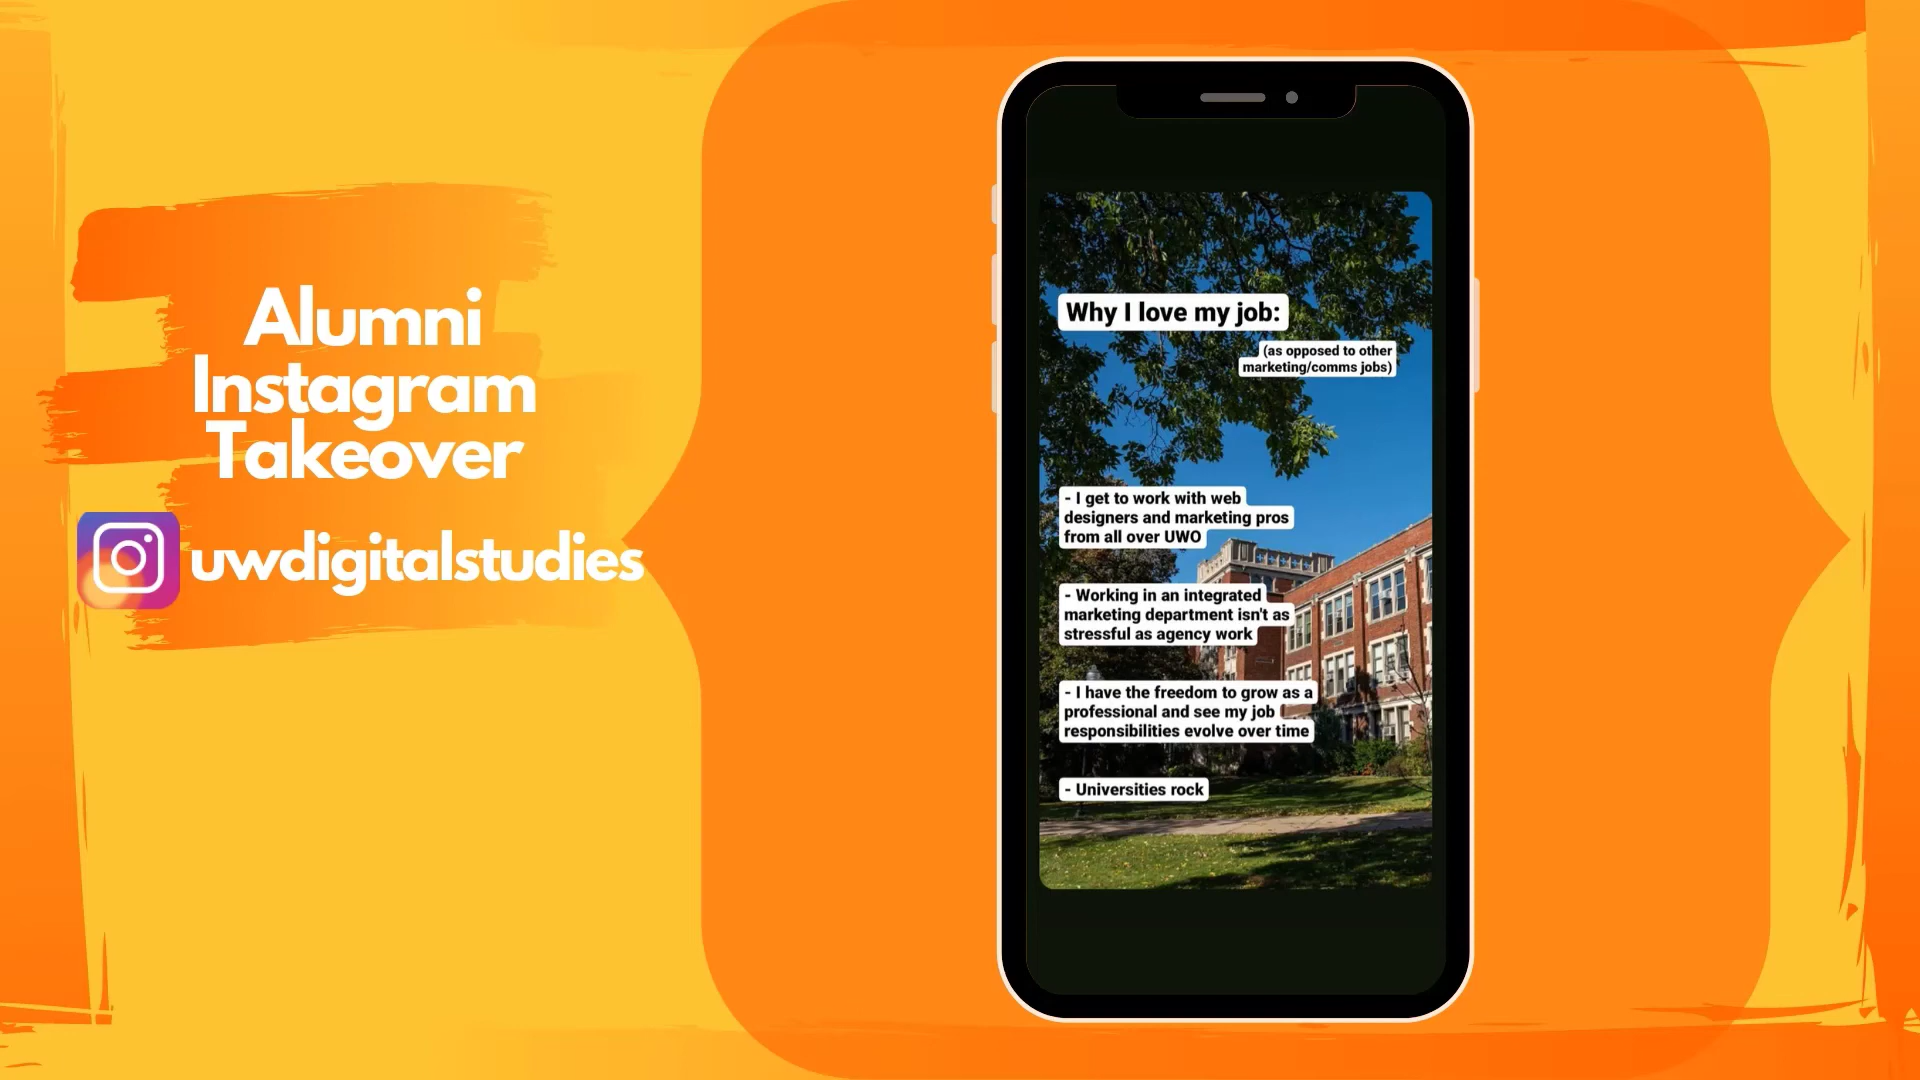 Alumni
Instagram
Takeover
uwdigitalstudies
Why I love my job:
(as opposed to other
marketing/comms jobs)
- I get to work with web
designers and marketing pros
from all over UWO
- Working in an integrated
marketing department isn't as
stressful as agency work
- I have the freedom to grow as a
professional and see my job
responsibilities evolve over time
- Universities rock